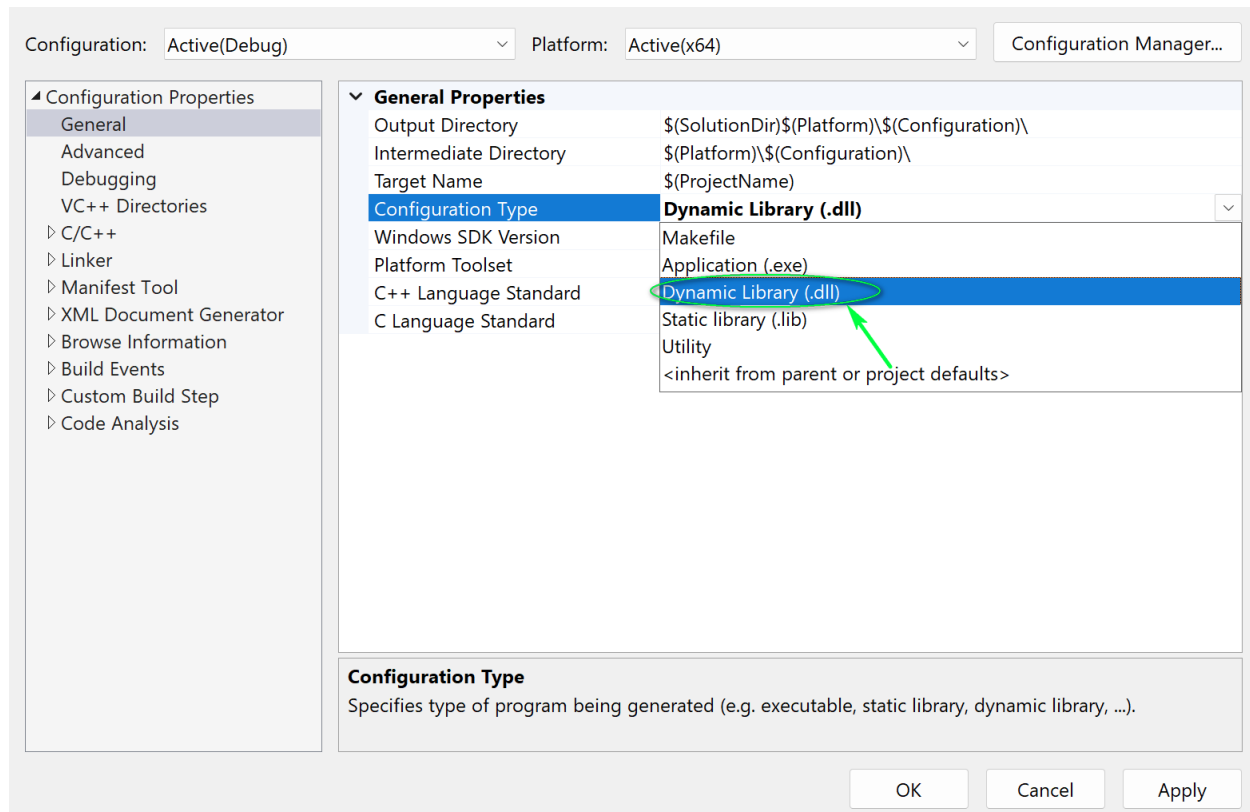 Configuration: Active(Debug) Platform: Active(x64) Configuration Manager...
Configuration Properties
General
Advanced
Debugging
VC++ Directories
C/C++
Linker
Manifest Tool
XML Document Generator
Browse Information
Build Events
Custom Build Step
Code Analysis
General Properties
Output Directory $(SolutionDir)$(Platform)\$(Configuration)\
Intermediate Directory $(Platform)\$(Configuration)\
Target Name $(ProjectName)
Configuration Type Dynamic Library (.dll)
Windows SDK Version
Platform Toolset
C++ Language Standard
C Language Standard
Makefile
Application (.exe)
Dynamic Library (.dll)
Static library (.lib)
Utility
<inherit from parent or project defaults>
Configuration Type
Specifies type of program being generated (e.g. executable, static library, dynamic library, ...).
OK Cancel Apply